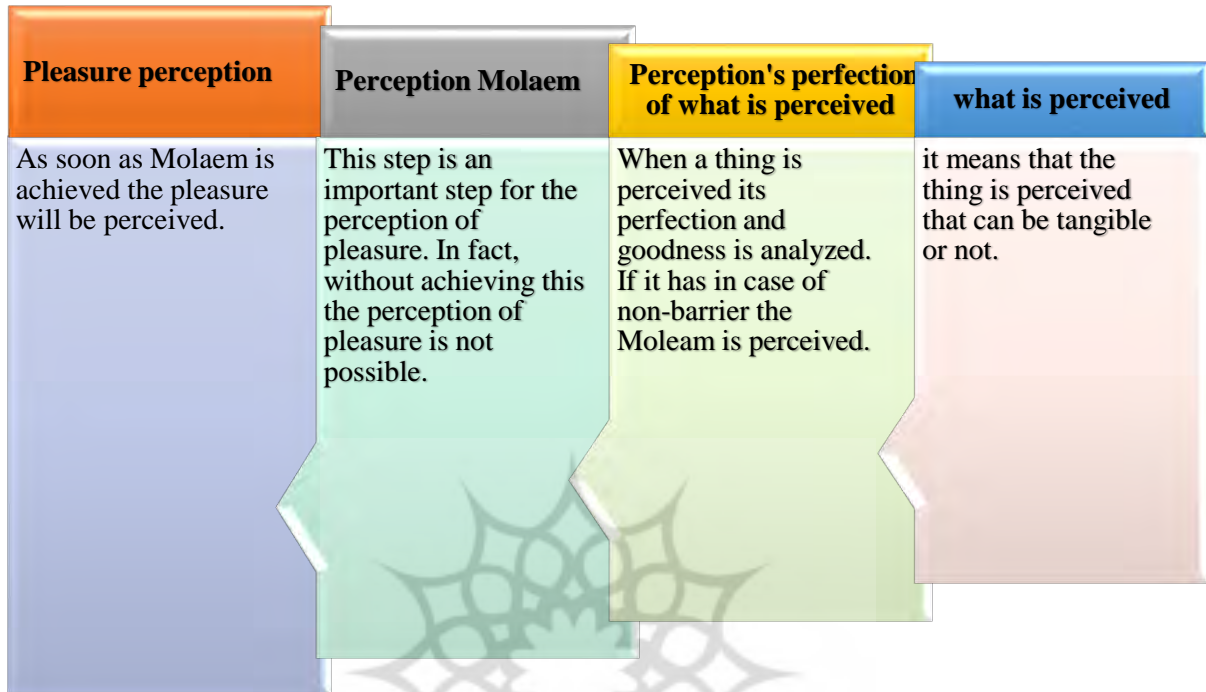 Pleasure perception
As soon as Molaem is
achieved the pleasure
will be perceived.
Perception Molaem
This step is an
important step for the
perception of
pleasure. In fact,
without achieving this
the perception of
pleasure is not
possible.
Perception's perfection
of what is perceived
When a thing is
perceived its
perfection and
goodness is analyzed.
If it has in case of
non-barrier the
Moleam is perceived.
what is perceived
it means that the
thing is perceived
that can be tangible
or not.